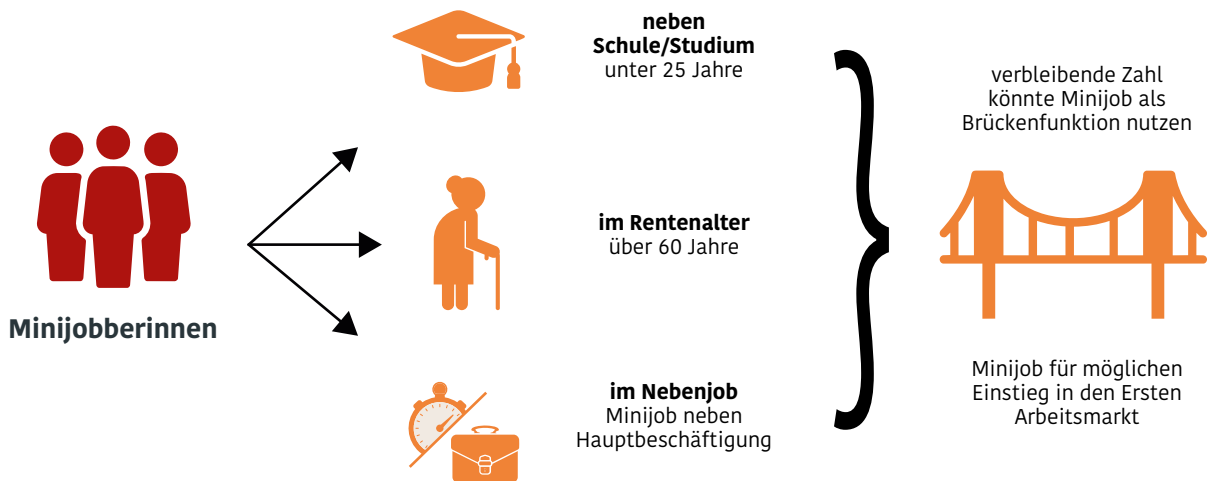 Minijobberinnen
neben
Schule/Studium
unter 25 Jahre
im Rentenalter
über 60 Jahre
im Nebenjob
Minijob neben
Hauptbeschäftigung
verbleibende Zahl
könnte Minijob als
Brückenfunktion nutzen
Minijob für möglichen
Einstieg in den Ersten
Arbeitsmarkt